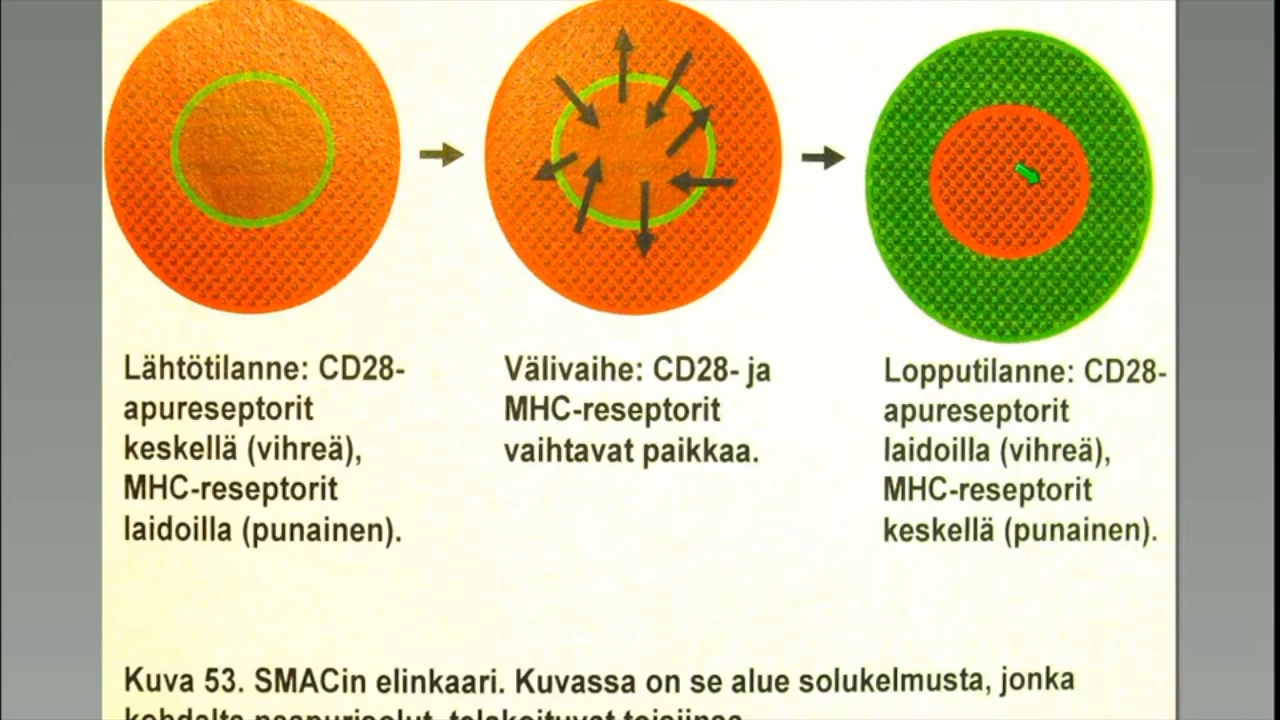 Lähtötilanne: CD28-
apureseptorit
keskellä (vihreä),
MHC-reseptorit
laidoilla (punainen).
Välivaihe: CD28- ja
MHC-reseptorit
vaihtavat paikkaa.
Lopputilanne: CD28-
apureseptorit
laidoilla (vihreä),
MHC-reseptorit
keskellä (punainen).
Kuva 53. SMACin elinkaari. Kuvassa on se alue solukelmusta, jonka